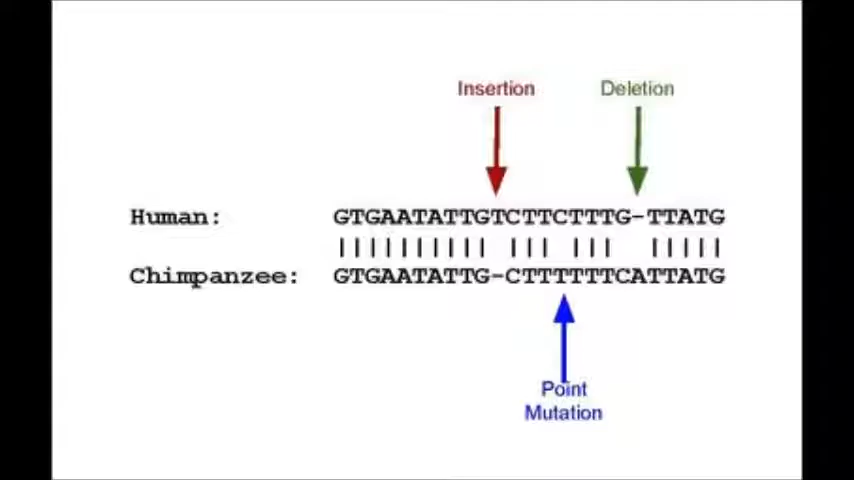 Insertion Deletion
Human: GTGAATATTGTCTTCTTTG-TTATG
Chimpanzee: GTGAATATTG-CTTTTTTCATTATG
Point
Mutation